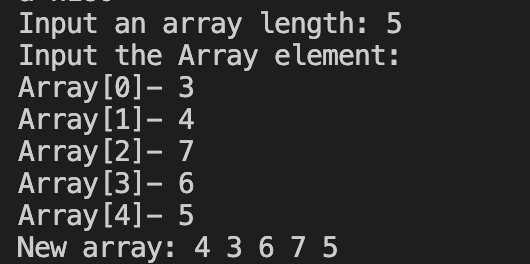 Input an array length: 5
Input the Array element:
Array[0]- 3
Array[1]- 4
Array[2]- 7
Array[3]- 6
Array[4]- 5
New array: 4 3 6 7 5